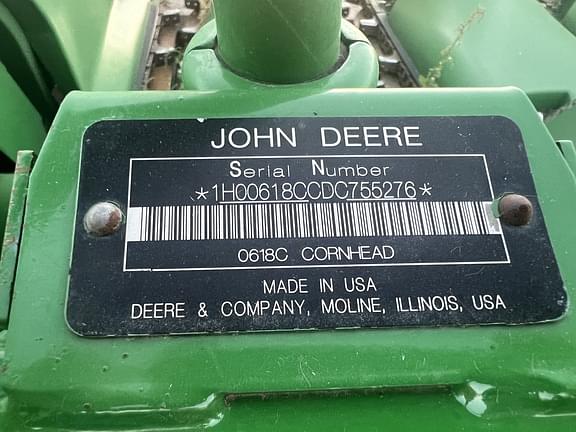 JOHN DEERE
Serial Number
*1H00618CCDC755276*
0618C CORNHEAD
MADE IN USA
DEERE & COMPANY, MOLINE, ILLINOIS, USA